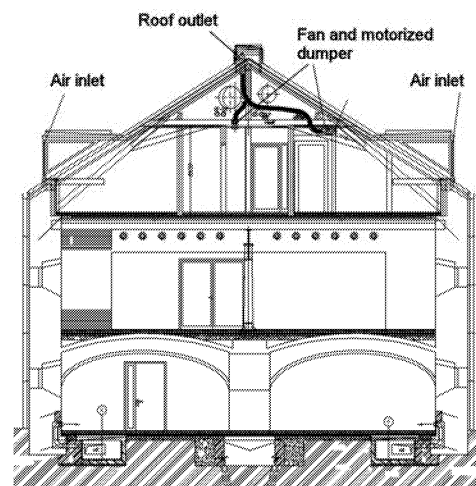 Roof outlet
Fan and motorized
dumper
Air inlet
Air inlet